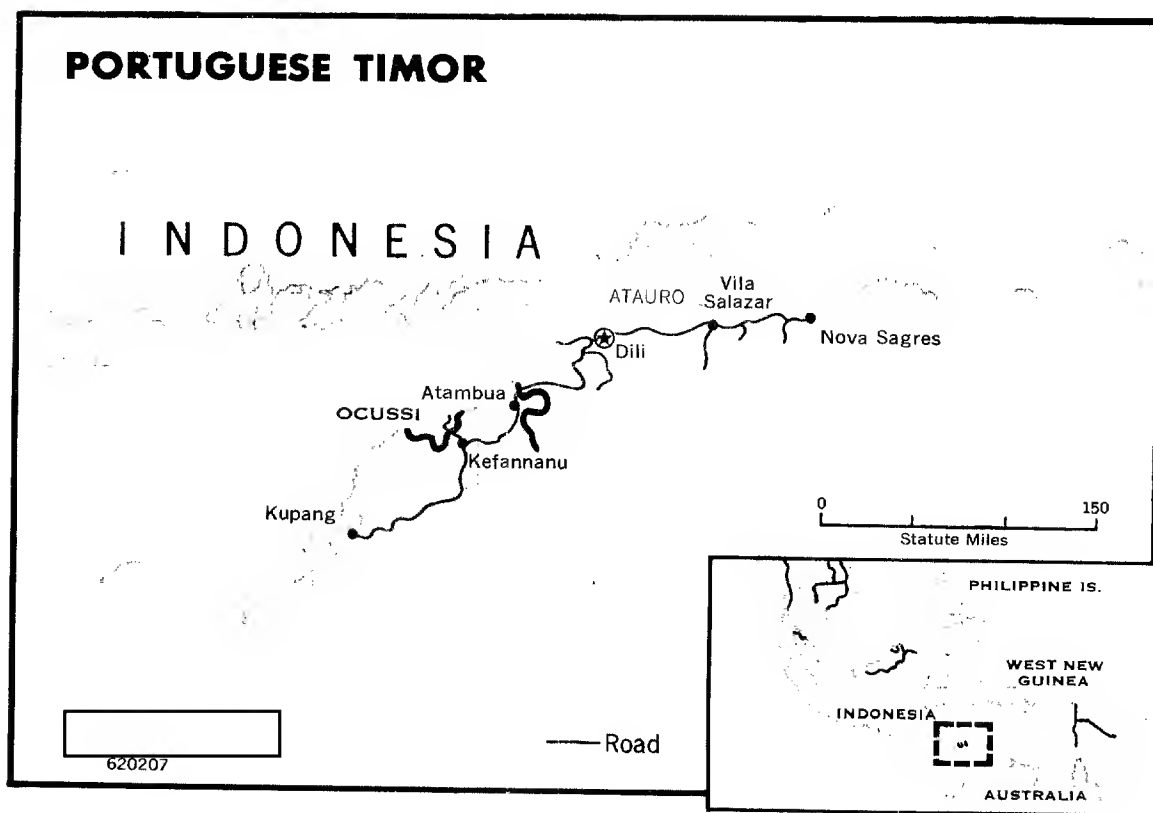 PORTUGUESE TIMOR
INDONESIA
ATAURO
Vila
Salazar
Nova Sagres
Dili
Atambua
OCUSSI
Kefannanu
Kupang
0 150
Statute Miles
620207
Road
PHILIPPINE IS.
WEST NEW
GUINEA
INDONESIA
AUSTRALIA